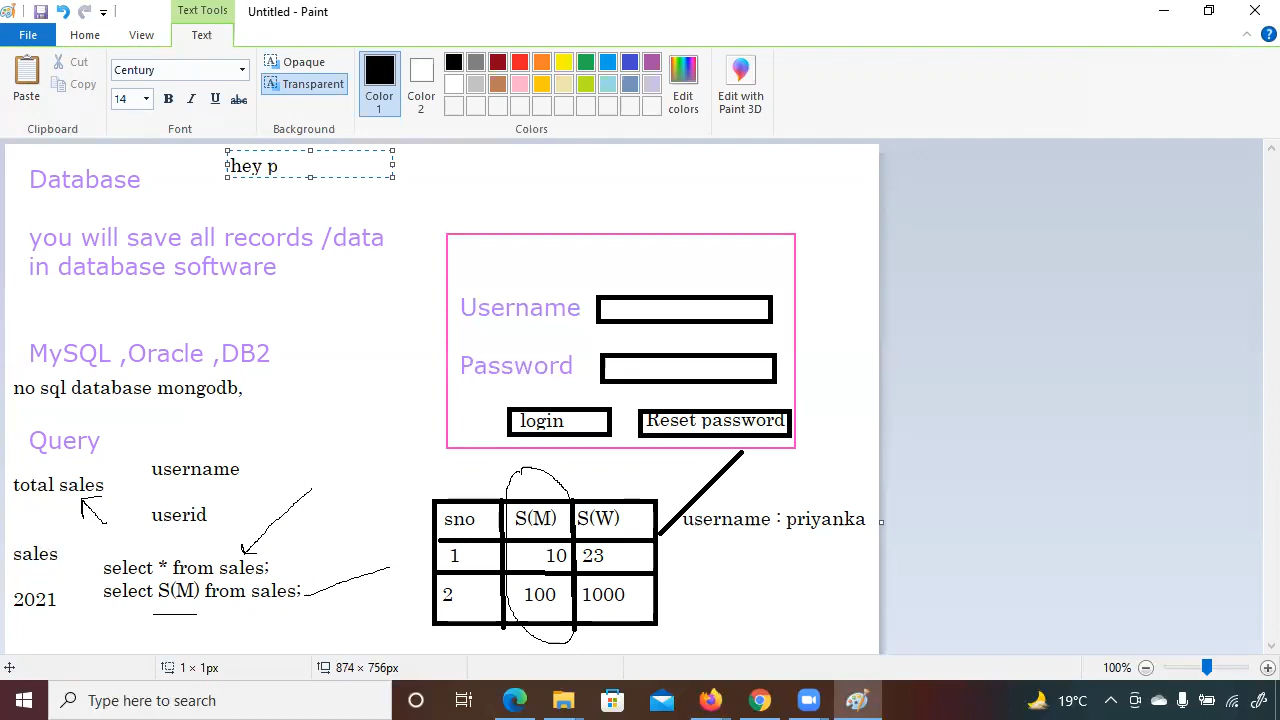 Text Tools
Untitled - Paint
File
Home
View
Text
Paste
Cut
Copy
Clipboard
Century
14
B I U abc
Font
Opaque
Transparent
Background
Color 1
Color 2
Colors
Edit colors
Edit with Paint 3D
hey p
Database
you will save all records /data
in database software
MySQL ,Oracle ,DB2
no sql database mongodb,
Query
username
total sales
userid
sales
select * from sales;
select S(M) from sales;
2021
Username
Password
login
Reset password
sno S(M) S(W)
1 10 23
2 100 1000
username : priyanka
1 × 1px
874 × 756px
100%
Type here to search
19°C